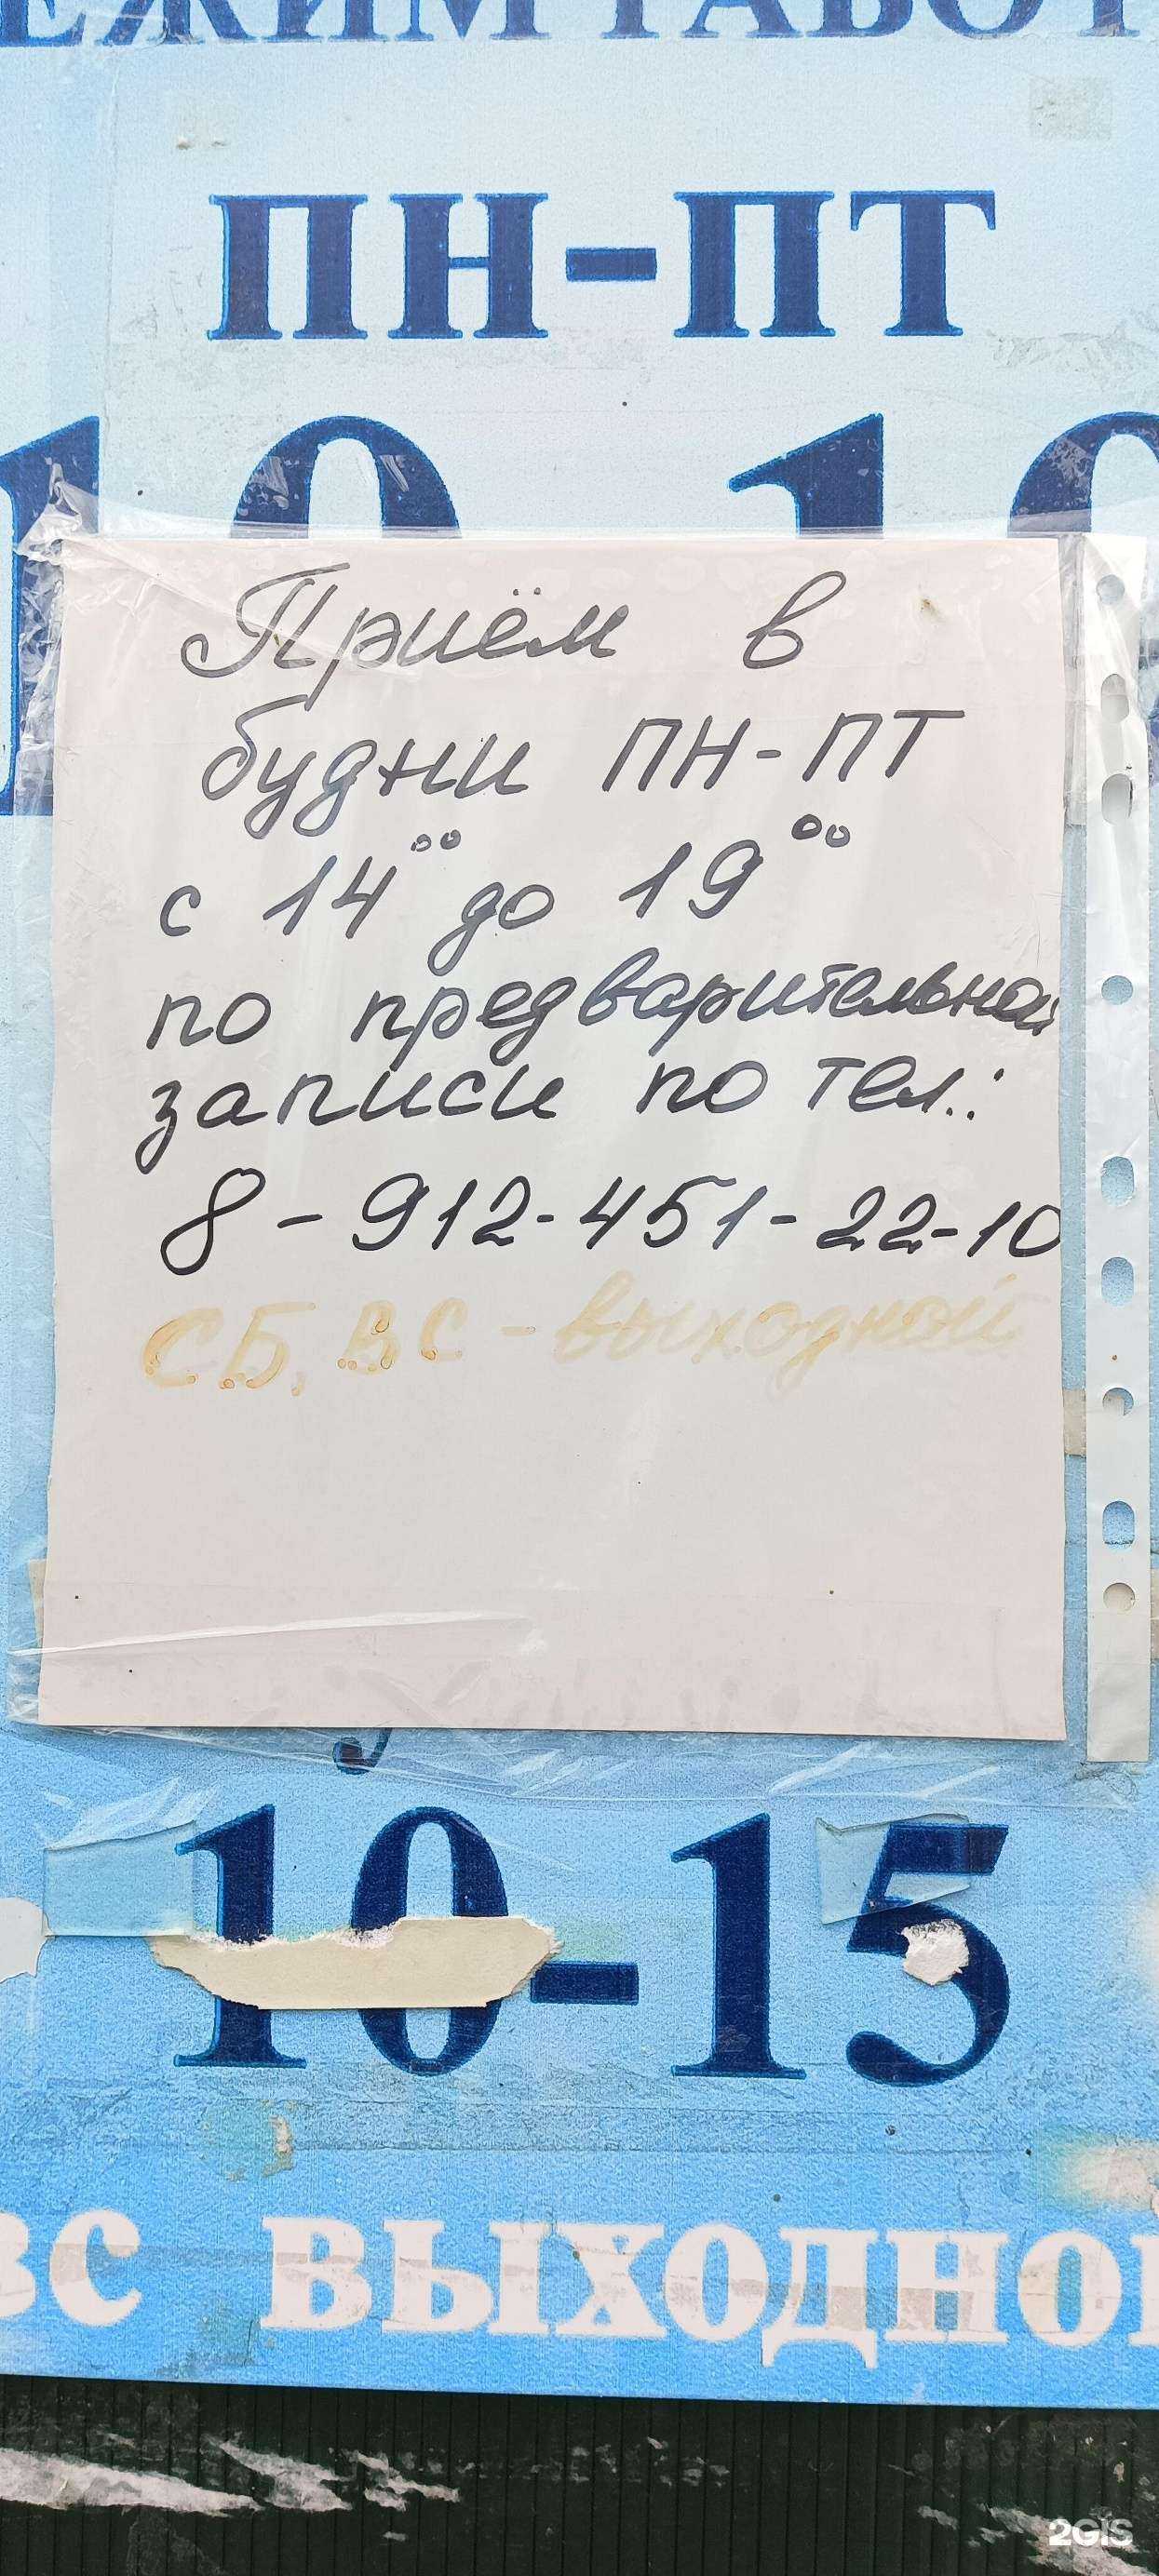 ЕЖИМ РАБОТ
ПН-ПТ
Приём в
будни ПН-ПТ
с 14⁰⁰ до 19⁰⁰
по предварительной
записи по тел.:
8-912-451-22-10
СБ, ВС - выходной
10-15
ВС ВЫХОДНО
2GIS